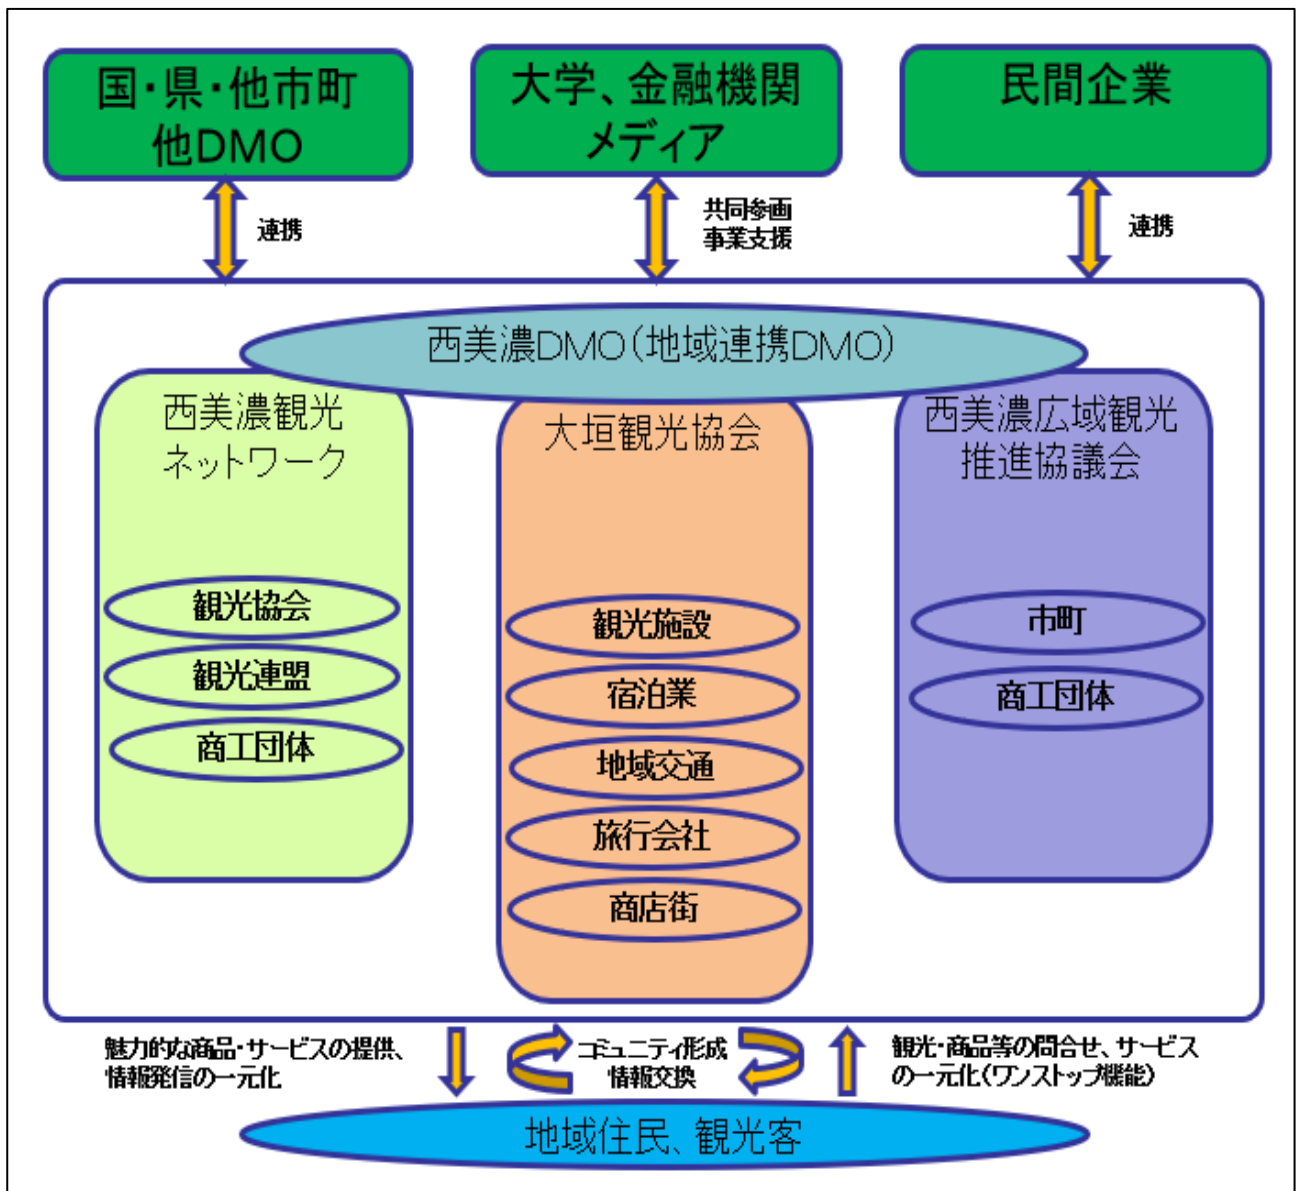 国・県・他市町
他DMO
大学、金融機関
メディア
民間企業
連携
共同参画
事業支援
連携
西美濃DMO(地域連携DMO)
西美濃観光
ネットワーク
観光協会
観光連盟
商工団体
大垣観光協会
観光施設
宿泊業
地域交通
旅行会社
商店街
西美濃広域観光
推進協議会
市町
商工団体
魅力的な商品・サービスの提供、
情報発信の一元化
コミュニティ形成
情報交換
観光・商品等の問合せ、サービス
の一元化(ワンストップ機能)
地域住民、観光客